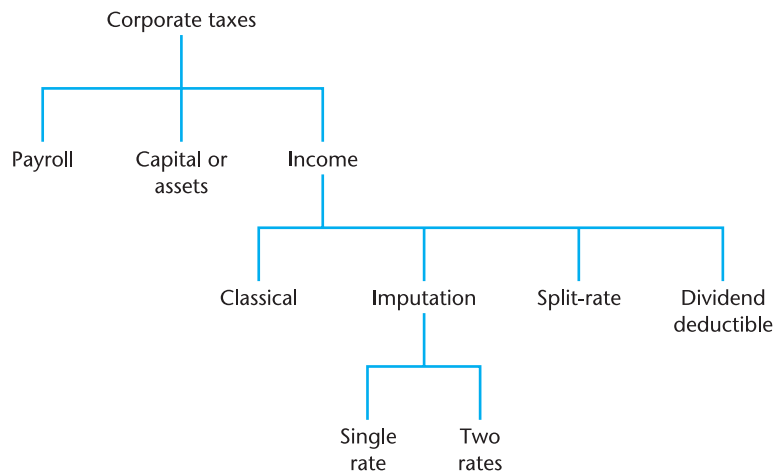 Corporate taxes
Payroll
Capital or
assets
Income
Classical
Imputation
Split-rate
Dividend
deductible
Single
rate
Two
rates